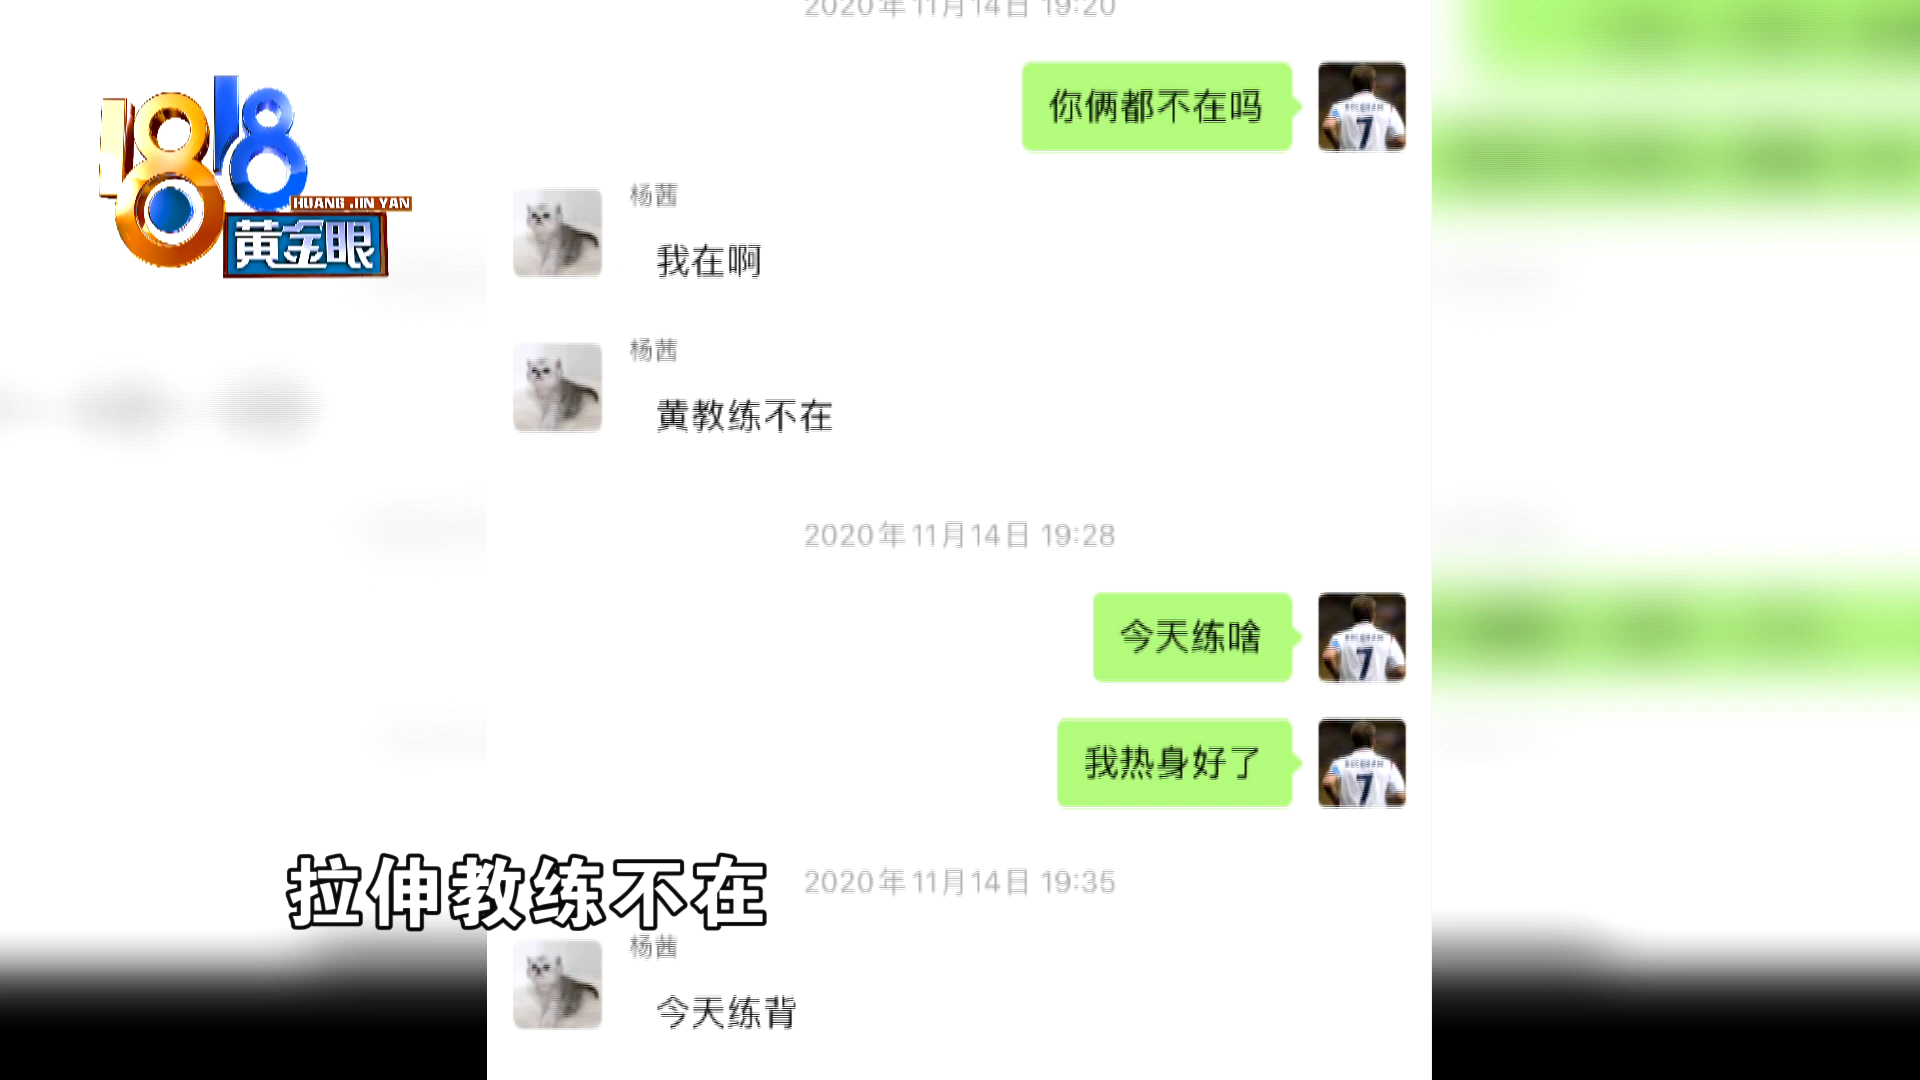 2020年11月14日 19:20
你俩都不在吗
杨茜
我在啊
杨茜
黄教练不在
2020年11月14日 19:28
今天练啥
我热身好了
2020年11月14日 19:35
杨茜
今天练背
拉伸教练不在
1818
HUANG JIN YAN
黄金眼
7
7
7